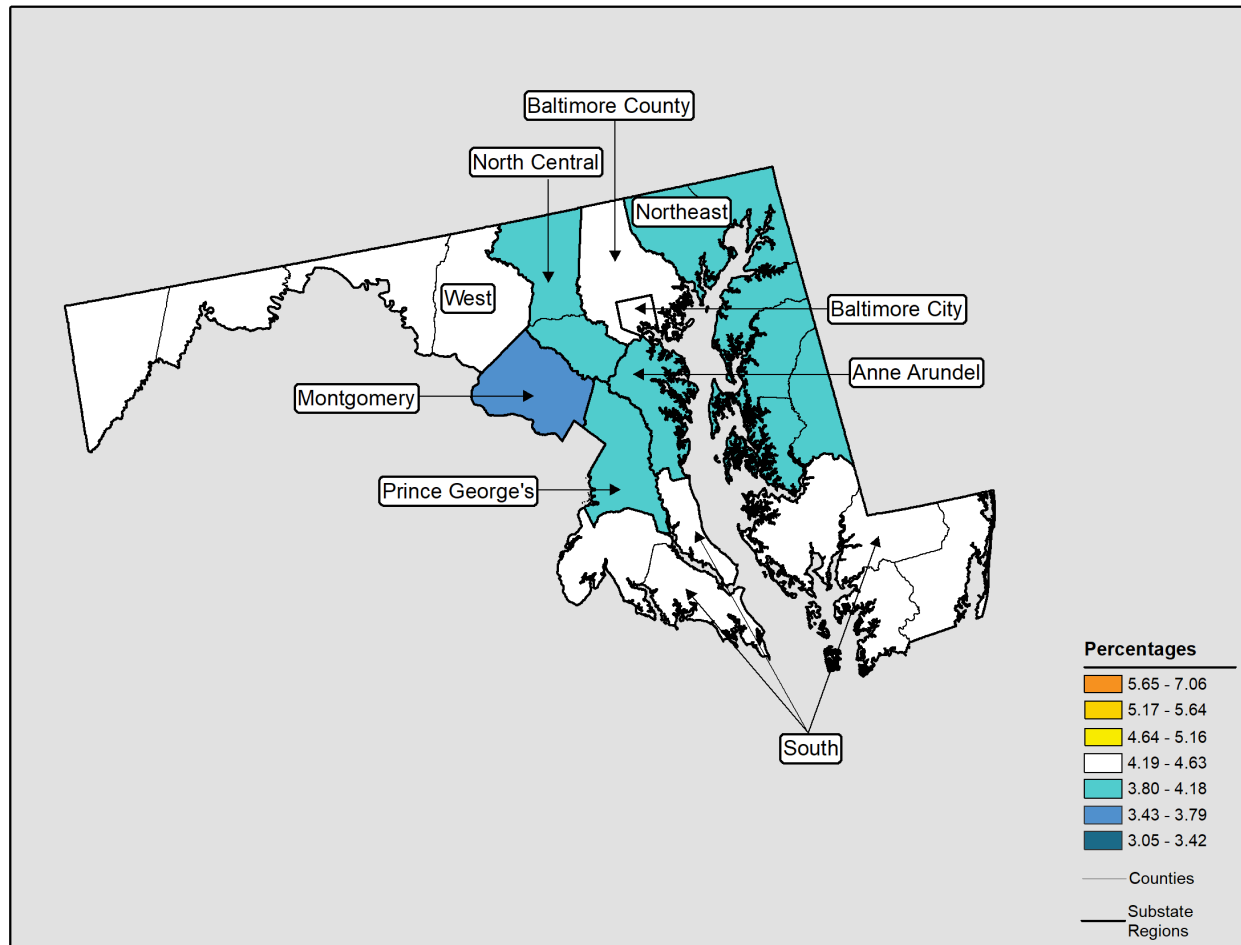 Baltimore County
North Central
Northeast
West
Baltimore City
Anne Arundel
Montgomery
Prince George's
South
Percentages
5.65 - 7.06
5.17 - 5.64
4.64 - 5.16
4.19 - 4.63
3.80 - 4.18
3.43 - 3.79
3.05 - 3.42
Counties
Substate
Regions